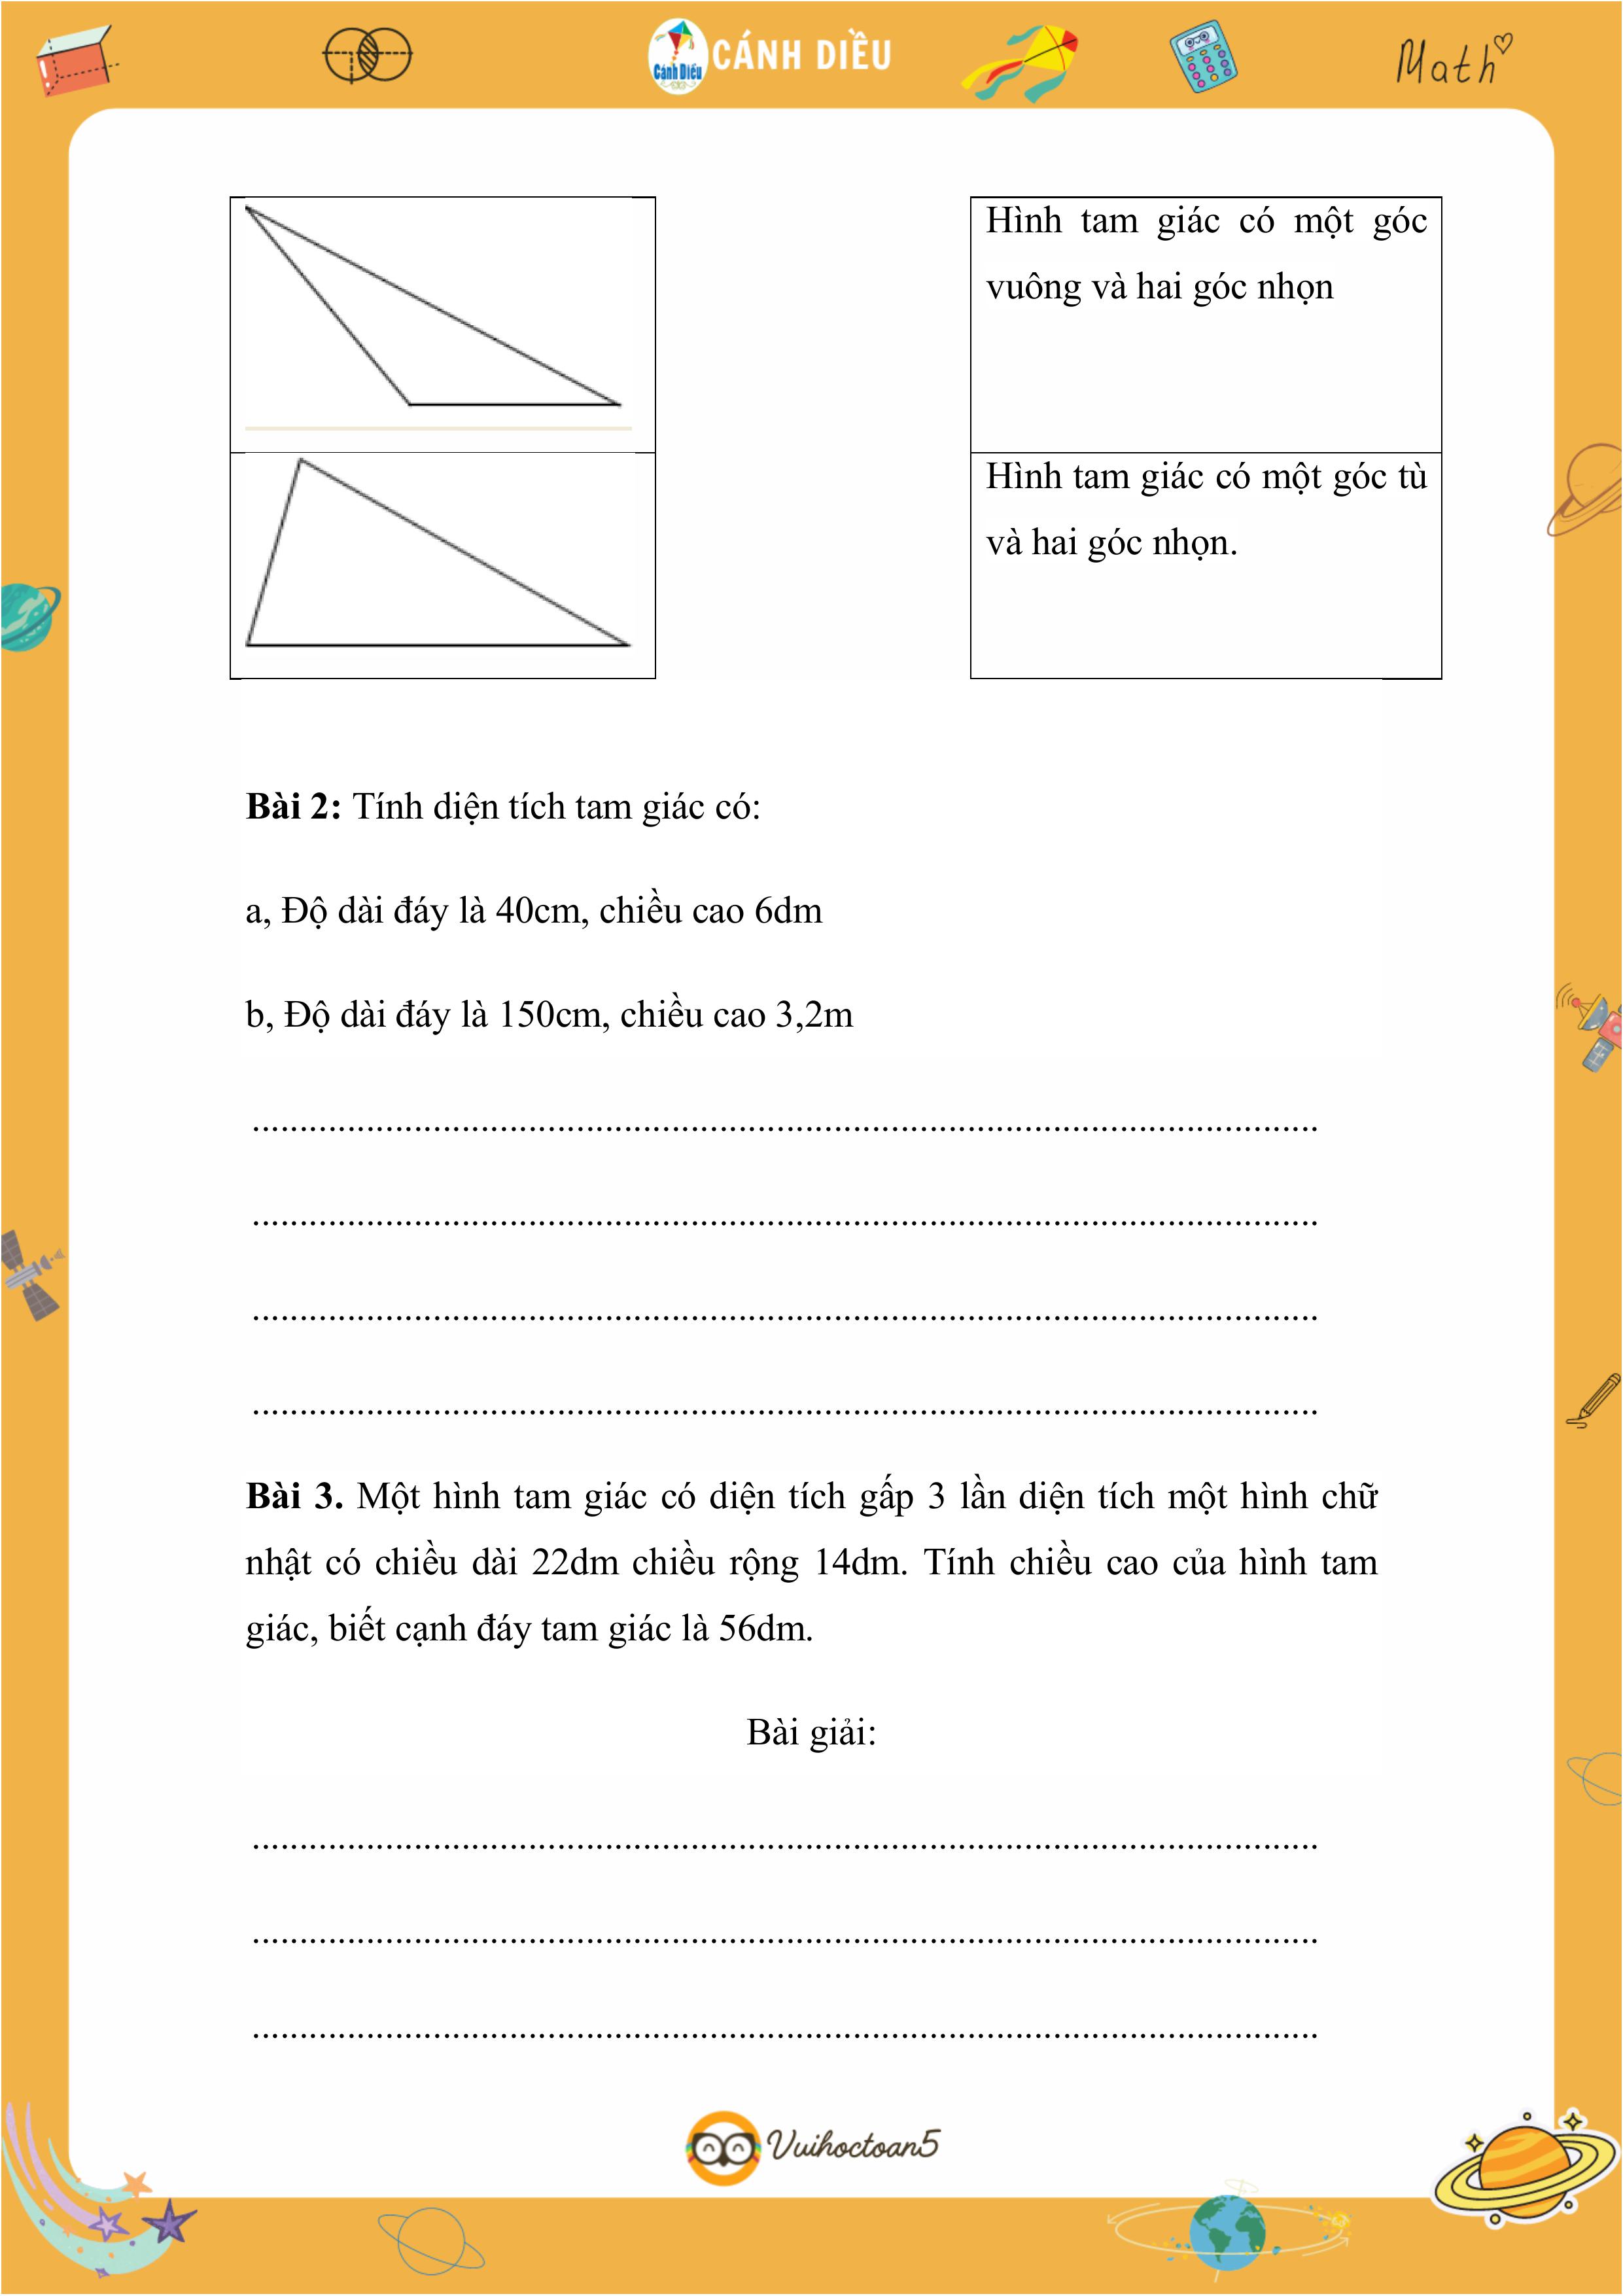 Cánh Diều CÁNH DIỀU Math
Hình tam giác có một góc
vuông và hai góc nhọn
Hình tam giác có một góc tù
và hai góc nhọn.
Bài 2: Tính diện tích tam giác có:
a, Độ dài đáy là 40cm, chiều cao 6dm
b, Độ dài đáy là 150cm, chiều cao 3,2m
Bài 3. Một hình tam giác có diện tích gấp 3 lần diện tích một hình chữ
nhật có chiều dài 22dm chiều rộng 14dm. Tính chiều cao của hình tam
giác, biết cạnh đáy tam giác là 56dm.
Bài giải:
Vuihoctoan5